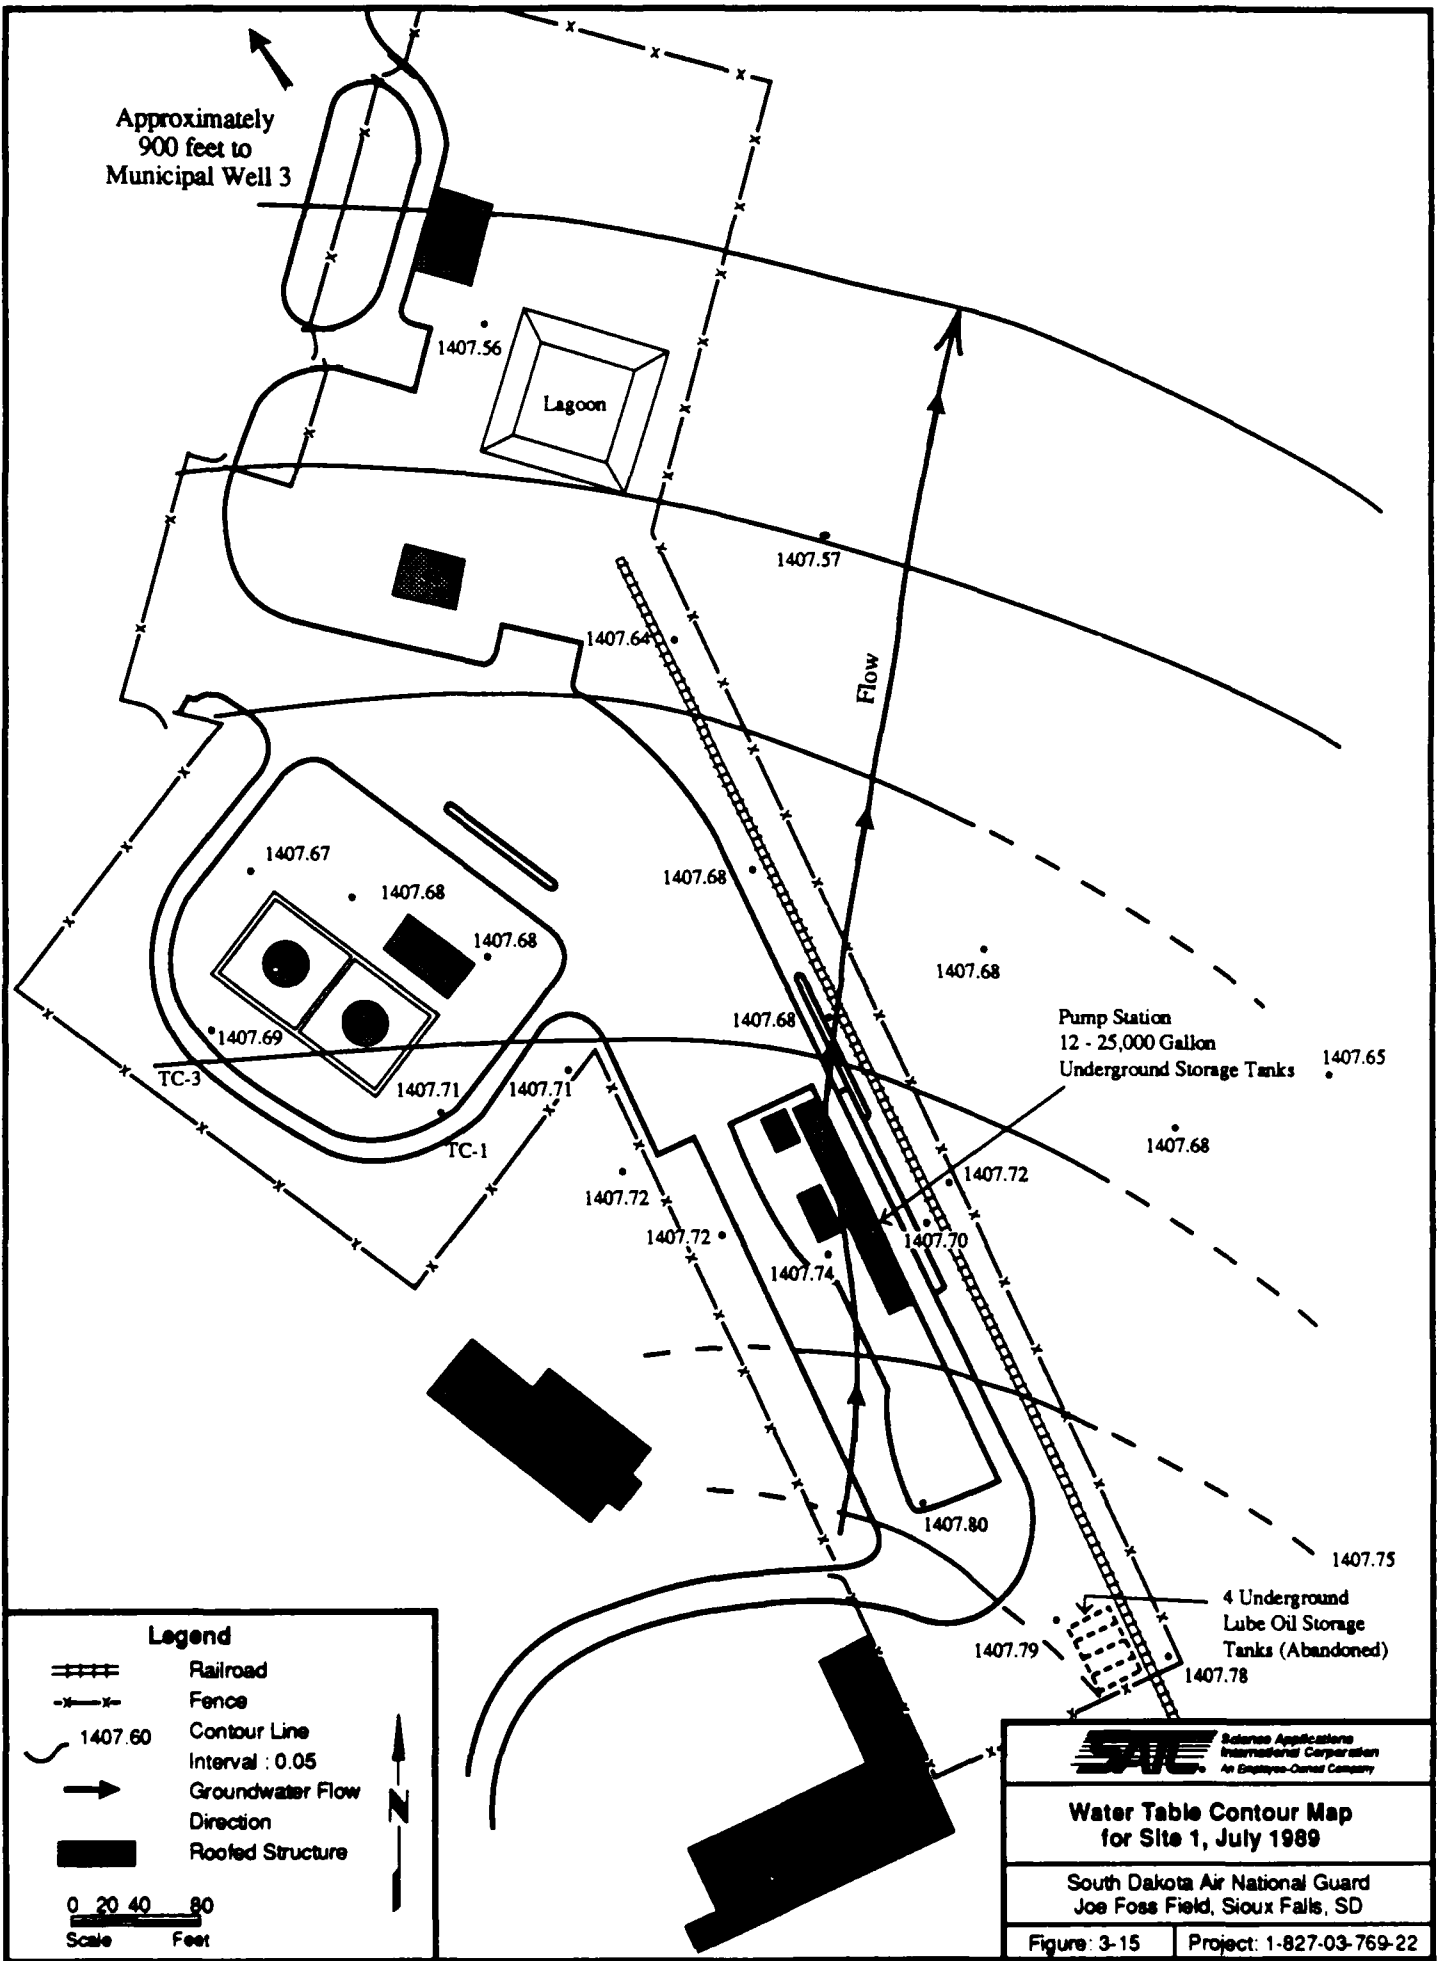 Approximately
900 feet to
Municipal Well 3
1407.56
Lagoon
1407.57
1407.64
Flow
1407.67
1407.68
1407.68
1407.68
1407.68
1407.69
1407.68
Pump Station
12 - 25,000 Gallon
Underground Storage Tanks
1407.65
TC-3
1407.71
1407.71
TC-1
1407.68
1407.72
1407.72
1407.72
1407.70
1407.74
1407.80
1407.75
4 Underground
Lube Oil Storage
Tanks (Abandoned)
1407.79
1407.78
Legend
Railroad
Fence
1407.60
Contour Line
Interval : 0.05
Groundwater Flow
Direction
Roofed Structure
N
0 20 40 80
Scale Feet
SAIC
Science Applications
International Corporation
An Employee-Owned Company
Water Table Contour Map
for Site 1, July 1989
South Dakota Air National Guard
Joe Foss Field, Sioux Falls, SD
Figure: 3-15
Project: 1-827-03-769-22